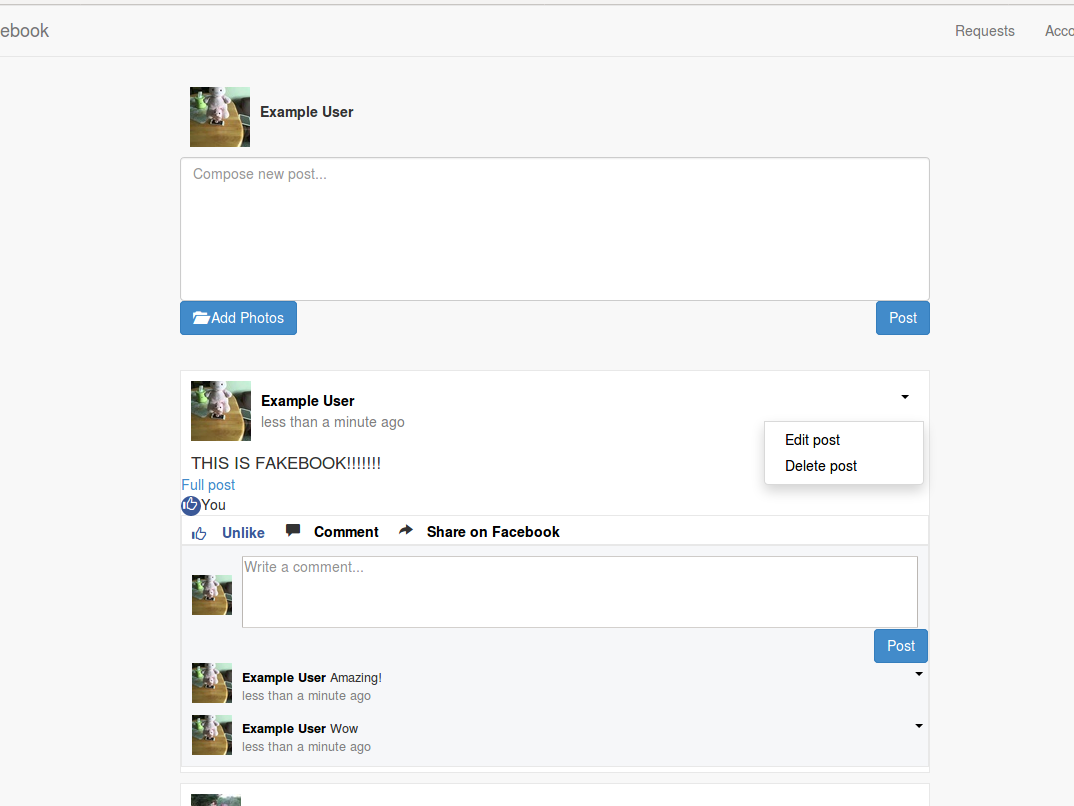 ebook Requests Acco
Example User
Compose new post...
Add Photos Post
Example User
less than a minute ago
Edit post
Delete post
THIS IS FAKEBOOK!!!!!!!
Full post
You
Unlike Comment Share on Facebook
Write a comment...
Post
Example User Amazing!
less than a minute ago
Example User Wow
less than a minute ago